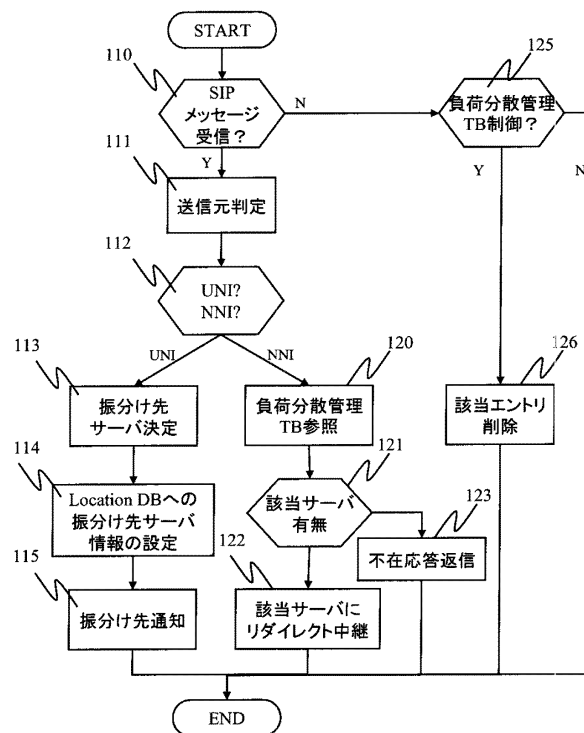 START
110
SIP
メッセージ
受信？
N
125
負荷分散管理
TB制御？
Y
N
111
Y
送信元判定
112
UNI?
NNI?
UNI
NNI
113
振分け先
サーバ決定
120
負荷分散管理
TB参照
126
該当エントリ
削除
114
Location DBへの
振分け先サーバ
情報の設定
121
該当サーバ
有無
123
不在応答返信
115
振分け先通知
122
該当サーバに
リダイレクト中継
END